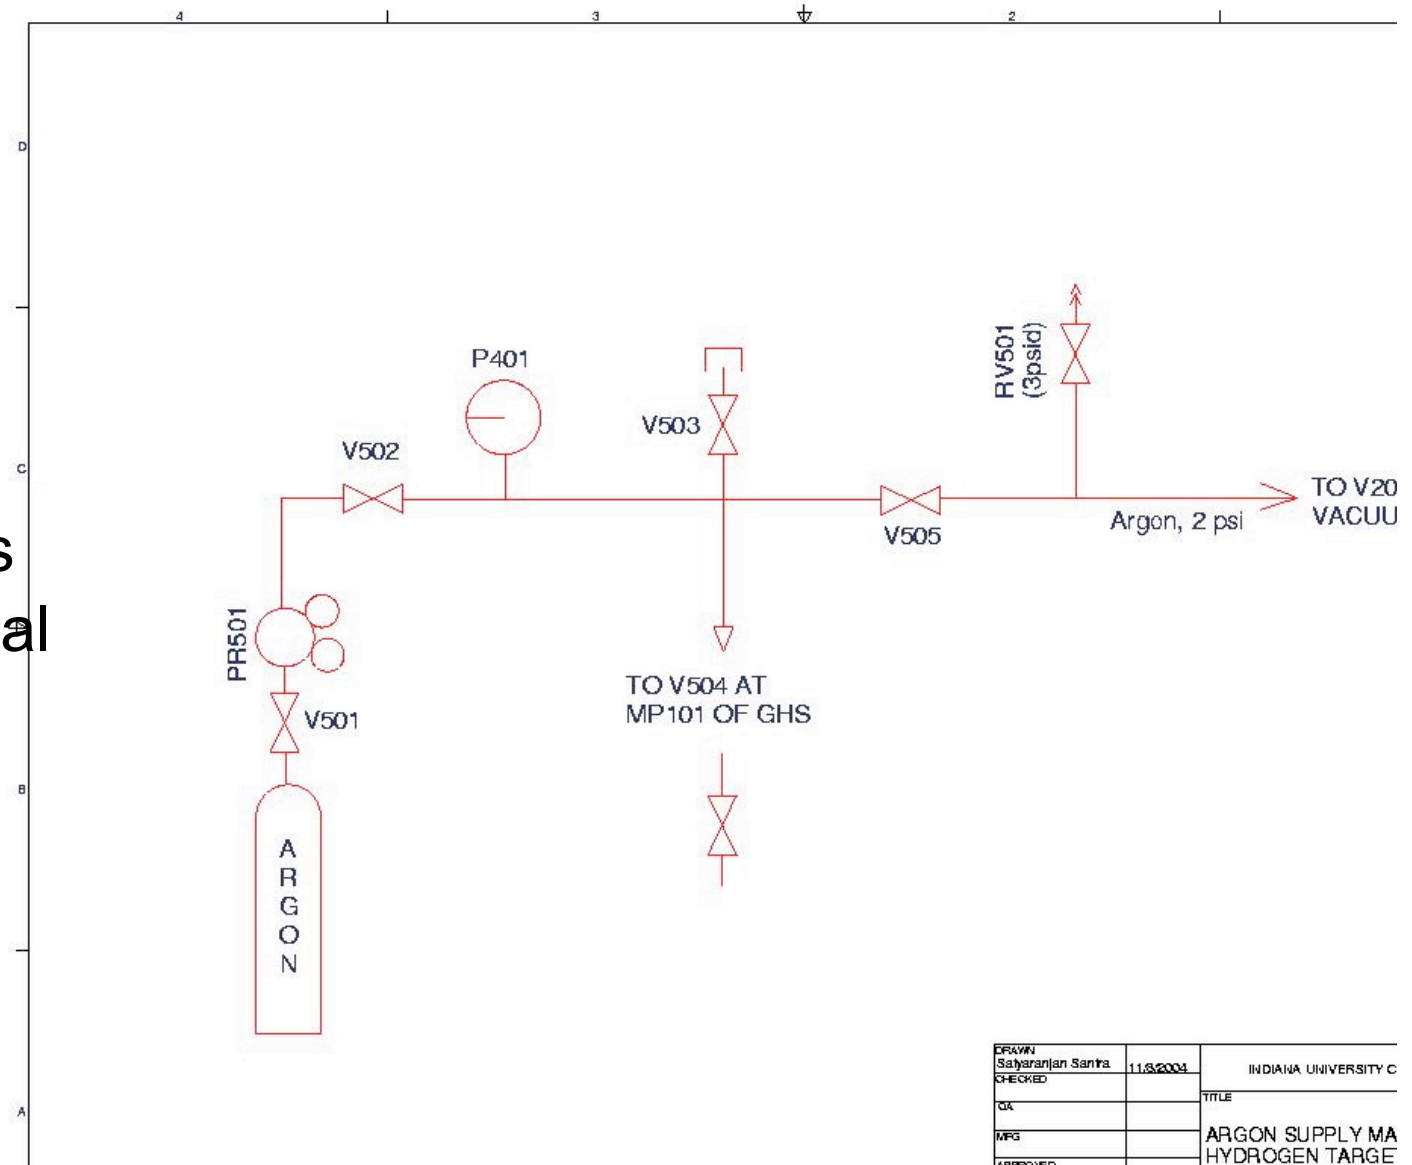 4 3 2
D
RV501
(3psid)
P401
V503
V502
C
TO V20
VACUU
Argon, 2 psi
V505
s
al
PR501
TO V504 AT
MP101 OF GHS
V501
B
A
R
G
O
N
DRAWN
Satyaranjan Santra 11/8/2004 INDIANA UNIVERSITY C
CHECKED
TITLE
QA
A
MFG
ARGON SUPPLY MA
HYDROGEN TARGE
APPROVED